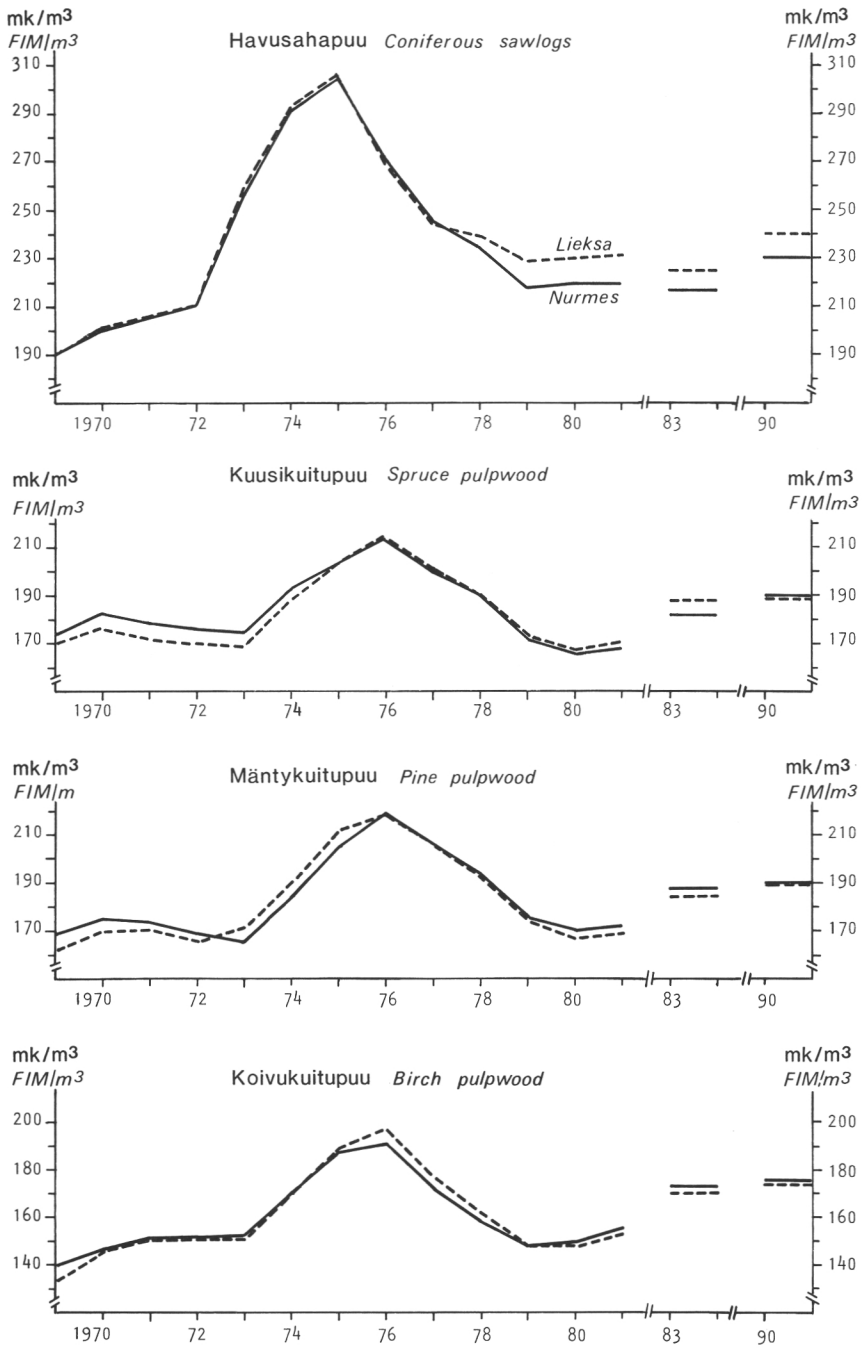 mk/m3 Havusahapuu Coniferous sawlogs mk/m3
FIM/m3 FIM/m3
310 310
290 290
270 270
250 250
230 Lieksa 230
210 Nurmes 210
190 190
1970 72 74 76 78 80 83 90
mk/m3 Kuusikuitupuu Spruce pulpwood mk/m3
FIM/m3 FIM/m3
210 210
190 190
170 170
1970 72 74 76 78 80 83 90
mk/m3 Mäntykuitupuu Pine pulpwood mk/m3
FIM/m FIM/m3
210 210
190 190
170 170
1970 72 74 76 78 80 83 90
mk/m3 Koivukuitupuu Birch pulpwood mk/m3
FIM/m3 FIM/m3
200 200
180 180
160 160
140 140
1970 72 74 76 78 80 83 90